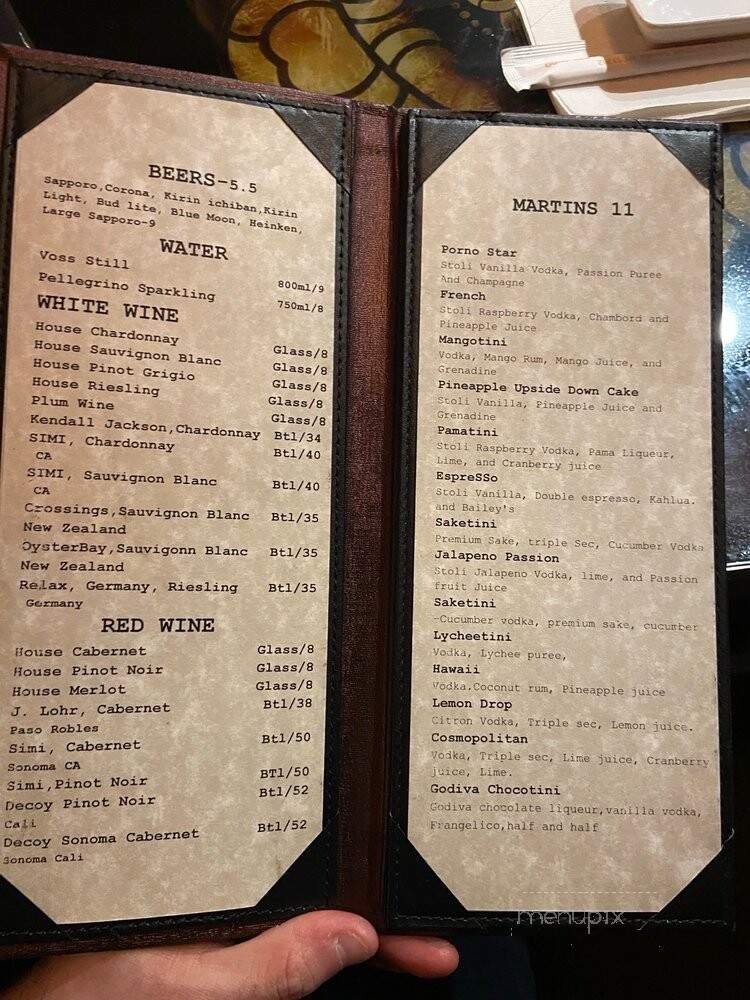 BEERS-5.5
Sapporo,Corona, Kirin ichiban,Kirin
Light, Bud lite, Blue Moon, Heinken,
Large Sapporo-9
WATER
Voss Still 800ml/9
Pellegrino Sparkling 750ml/8
WHITE WINE
House Chardonnay Glass/8
House Sauvignon Blanc Glass/8
House Pinot Grigio Glass/8
House Riesling Glass/8
Plum Wine Glass/8
Kendall Jackson,Chardonnay Btl/34
SIMI, Chardonnay Btl/40
CA
SIMI, Sauvignon Blanc Btl/40
CA
Crossings,Sauvignon Blanc Btl/35
New Zealand
OysterBay,Sauvigonn Blanc Btl/35
New Zealand
Relax, Germany, Riesling Btl/35
Germany
RED WINE
House Cabernet Glass/8
House Pinot Noir Glass/8
House Merlot Glass/8
J. Lohr, Cabernet Btl/38
Paso Robles
Simi, Cabernet Btl/50
Sonoma CA
Simi,Pinot Noir BTl/50
Decoy Pinot Noir Btl/52
Cali
Decoy Sonoma Cabernet Btl/52
Sonoma Cali
MARTINS 11
Porno Star
Stoli Vanilla Vodka, Passion Puree
And Champagne
French
Stoli Raspberry Vodka, Chambord and
Pineapple Juice
Mangotini
Vodka, Mango Rum, Mango Juice, and
Grenadine
Pineapple Upside Down Cake
Stoli Vanilla, Pineapple Juice and
Grenadine
Pamatini
Stoli Raspberry Vodka, Pama Liqueur,
Lime, and Cranberry juice
EspreSSo
Stoli Vanilla, Double espresso, Kahlua.
and Bailey's
Saketini
Premium Sake, triple Sec, Cucumber Vodka
Jalapeno Passion
Stoli Jalapeno Vodka, lime, and Passion
fruit Juice
Saketini
-Cucumber vodka, premium sake, cucumber
Lycheetini
Vodka, Lychee puree,
Hawaii
Vodka.Coconut rum, Pineapple juice
Lemon Drop
Citron Vodka, Triple sec, Lemon juice.
Cosmopolitan
Vodka, Triple sec, Lime juice, Cranberry
juice, Lime.
Godiva Chocotini
Godiva chocolate liqueur,vanilla vodka,
Frangelico,half and half
menupix